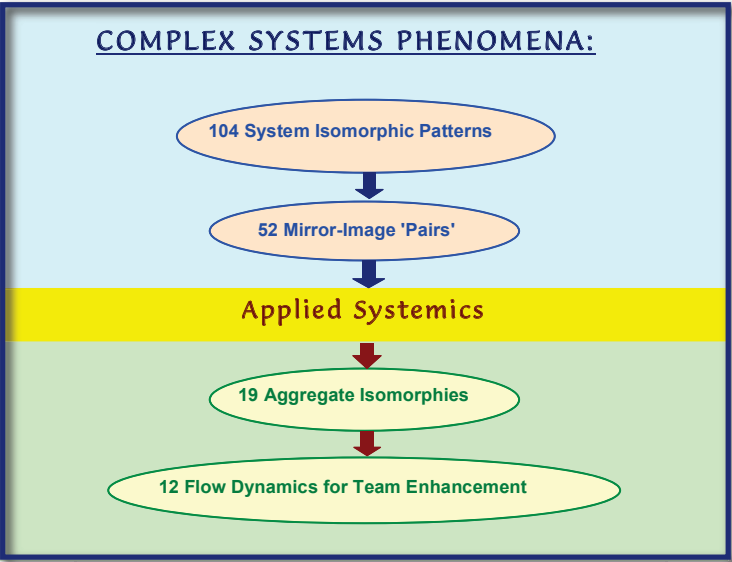 COMPLEX SYSTEMS PHENOMENA:
104 System Isomorphic Patterns
52 Mirror-Image 'Pairs'
Applied Systemics
19 Aggregate Isomorphies
12 Flow Dynamics for Team Enhancement